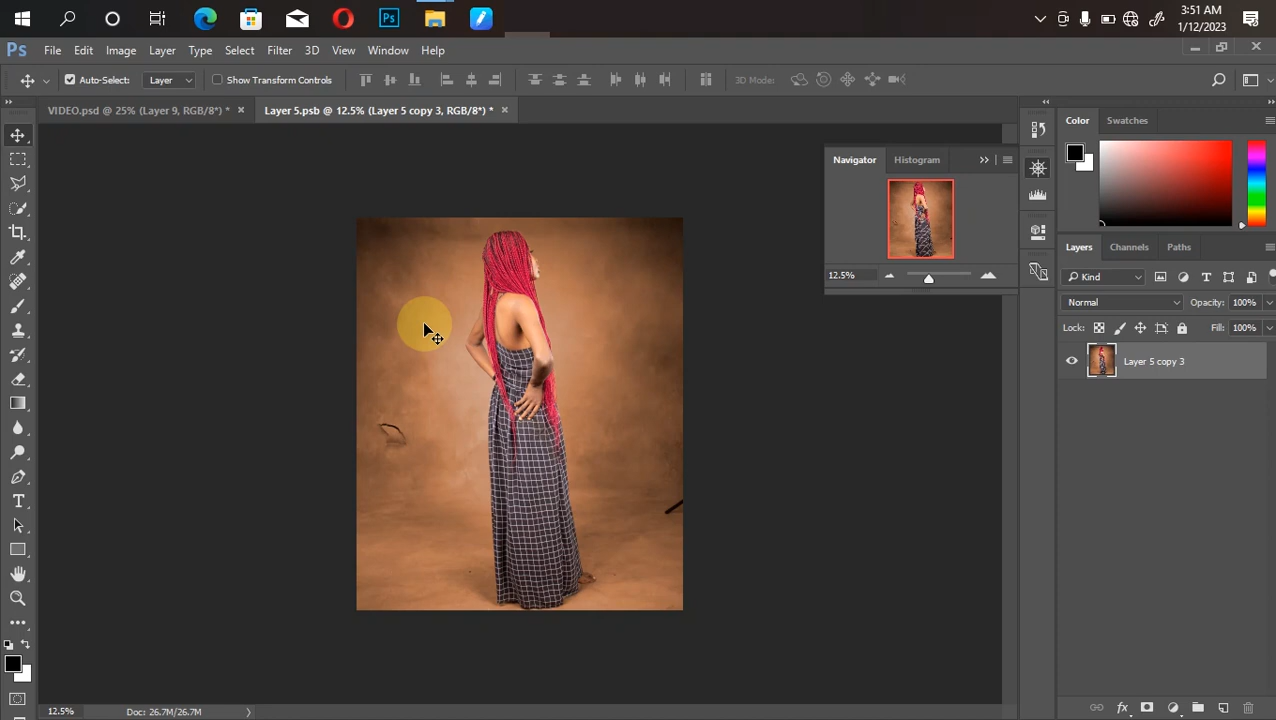 3:51 AM
1/12/2023
Ps
Ps File Edit Image Layer Type Select Filter 3D View Window Help
Auto-Select: Layer Show Transform Controls 3D Mode:
VIDEO.psd @ 25% (Layer 9, RGB/8*) * × Layer 5.psb @ 12.5% (Layer 5 copy 3, RGB/8*) * ×
Color Swatches
Navigator Histogram
12.5%
Layers Channels Paths
Kind
Normal Opacity: 100%
Lock: Fill: 100%
Layer 5 copy 3
12.5% Doc: 26.7M/26.7M